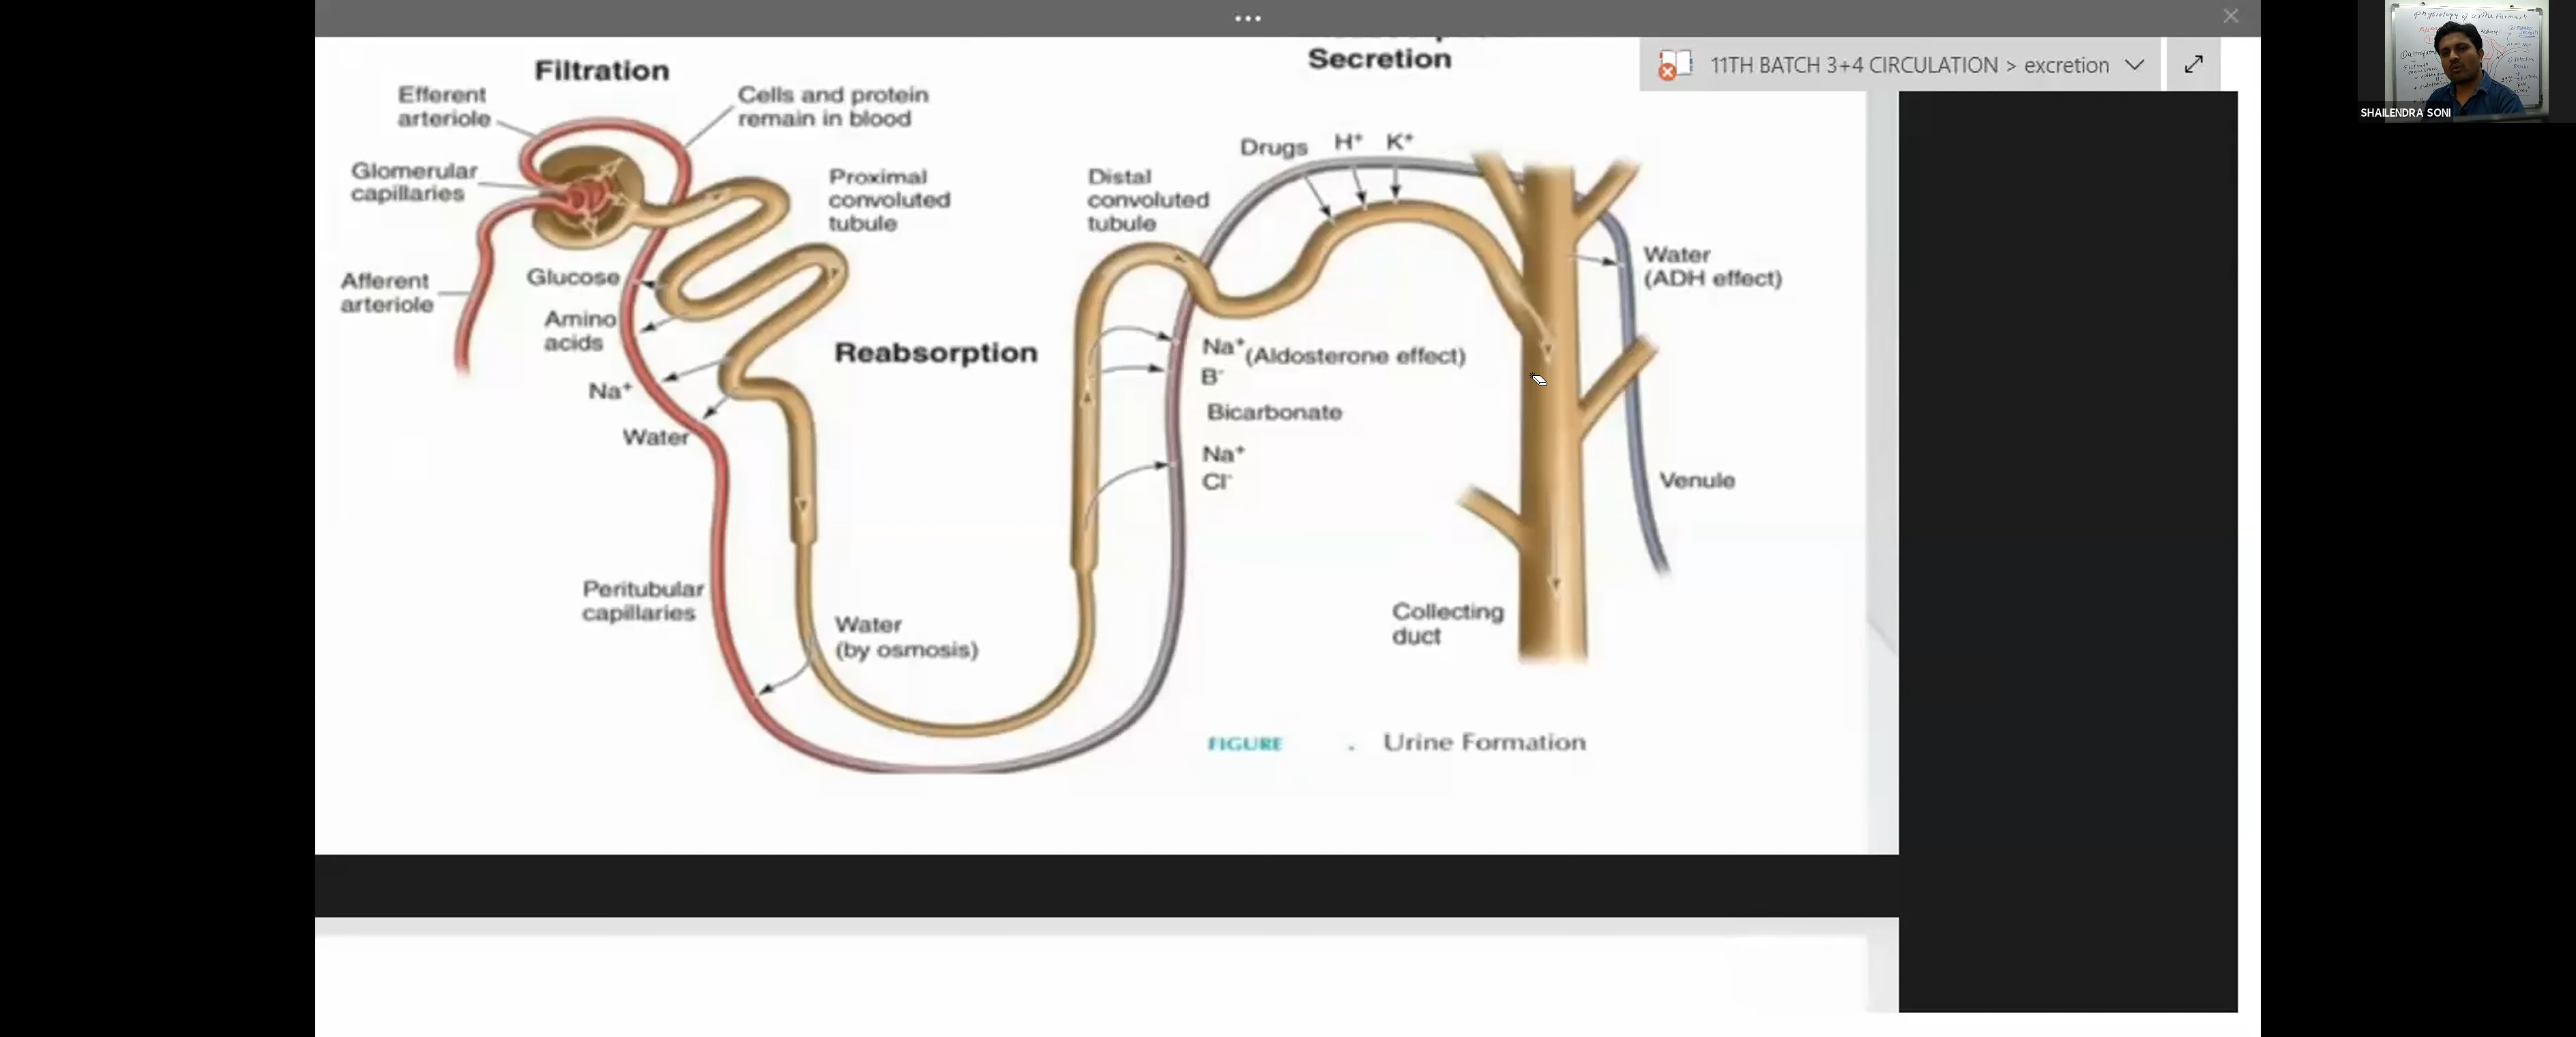 Secretion
11TH BATCH 3+4 CIRCULATION > excretion
SHAILENDRA SONI
Filtration
Efferent
arteriole
Cells and protein
remain in blood
Glomerular
capillaries
Proximal
convoluted
tubule
Afferent
arteriole
Glucose
Amino
acids
Na⁺
Water
Reabsorption
Peritubular
capillaries
Water
(by osmosis)
Distal
convoluted
tubule
Drugs H⁺ K⁺
Na⁺ (Aldosterone effect)
B⁻
Bicarbonate
Na⁺
Cl⁻
Water
(ADH effect)
Venule
Collecting
duct
FIGURE . Urine Formation